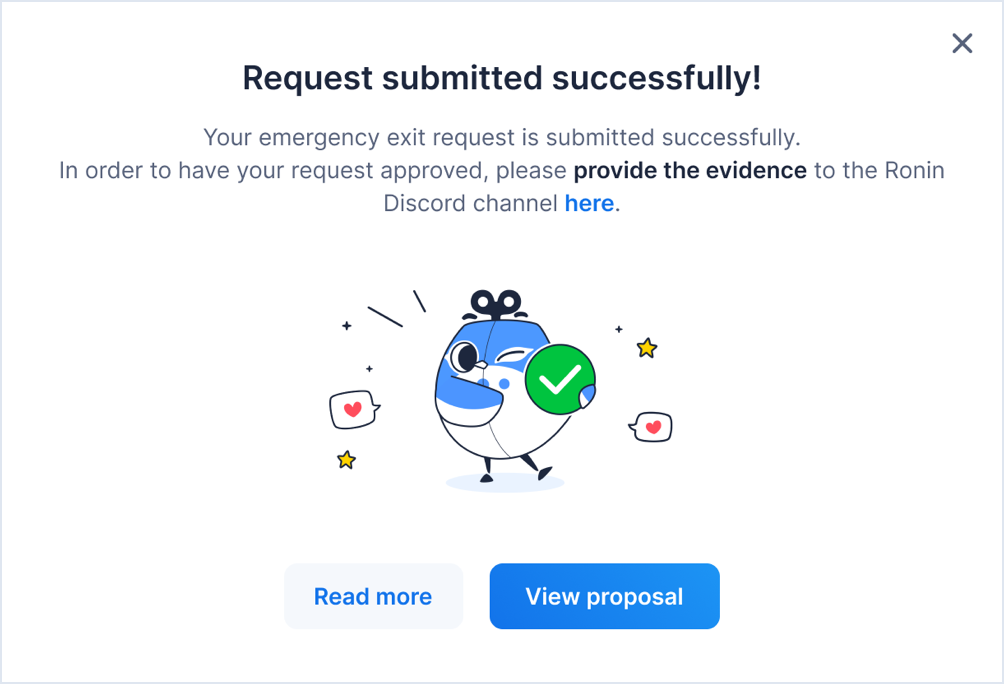 Request submitted successfully!
Your emergency exit request is submitted successfully.
In order to have your request approved, please provide the evidence to the Ronin
Discord channel here.
Read more
View proposal